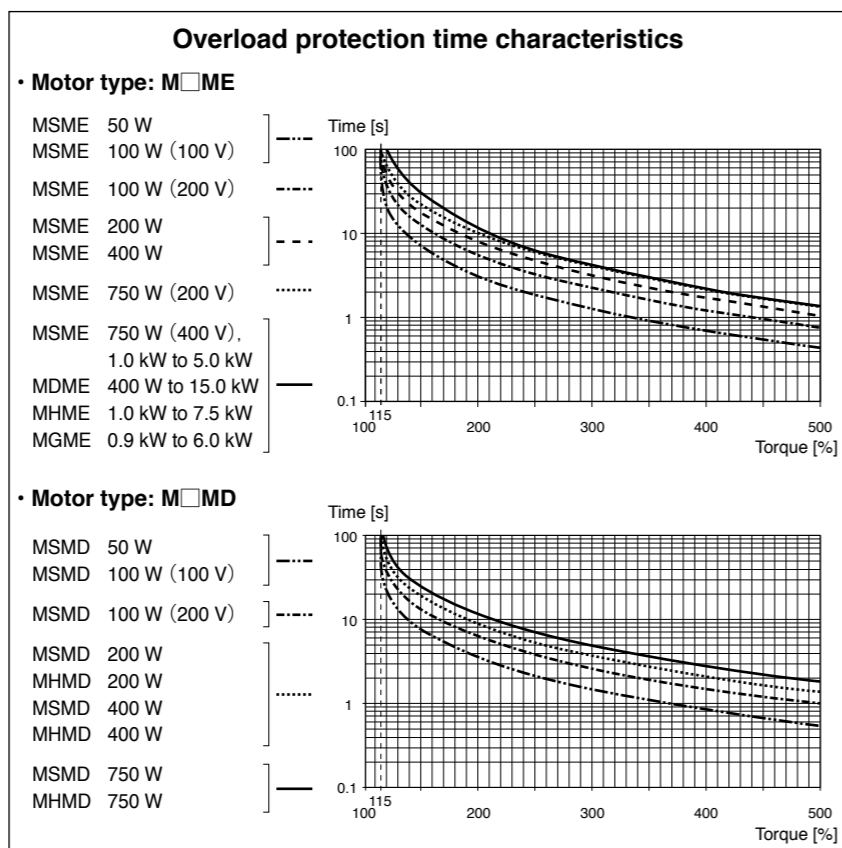 Overload protection time characteristics
• Motor type: M□ME
MSME 50 W
MSME 100 W (100 V)
MSME 100 W (200 V)
MSME 200 W
MSME 400 W
MSME 750 W (200 V)
MSME 750 W (400 V),
1.0 kW to 5.0 kW
MDME 400 W to 15.0 kW
MHME 1.0 kW to 7.5 kW
MGME 0.9 kW to 6.0 kW
Time [s]
100
10
1
0.1
100 115 200 300 400 500
Torque [%]
• Motor type: M□MD
MSMD 50 W
MSMD 100 W (100 V)
MSMD 100 W (200 V)
MSMD 200 W
MHMD 200 W
MSMD 400 W
MHMD 400 W
MSMD 750 W
MHMD 750 W
Time [s]
100
10
1
0.1
100 115 200 300 400 500
Torque [%]